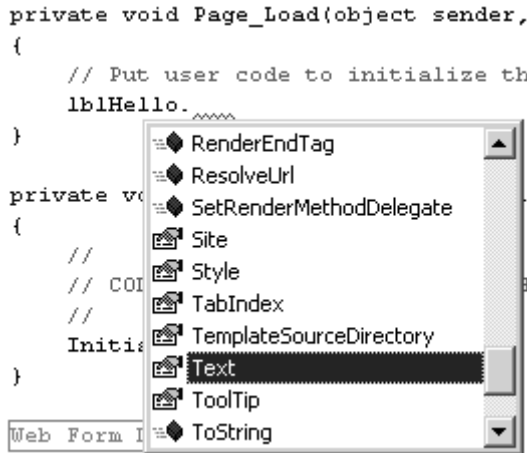 private void Page_Load(object sender,
{
// Put user code to initialize th
lblHello.
}
RenderEndTag
ResolveUrl
private vo
SetRenderMethodDelegate
{
Site
//
Style
// COD
TabIndex
//
TemplateSourceDirectory
Initia
Text
}
ToolTip
Web Form D
ToString